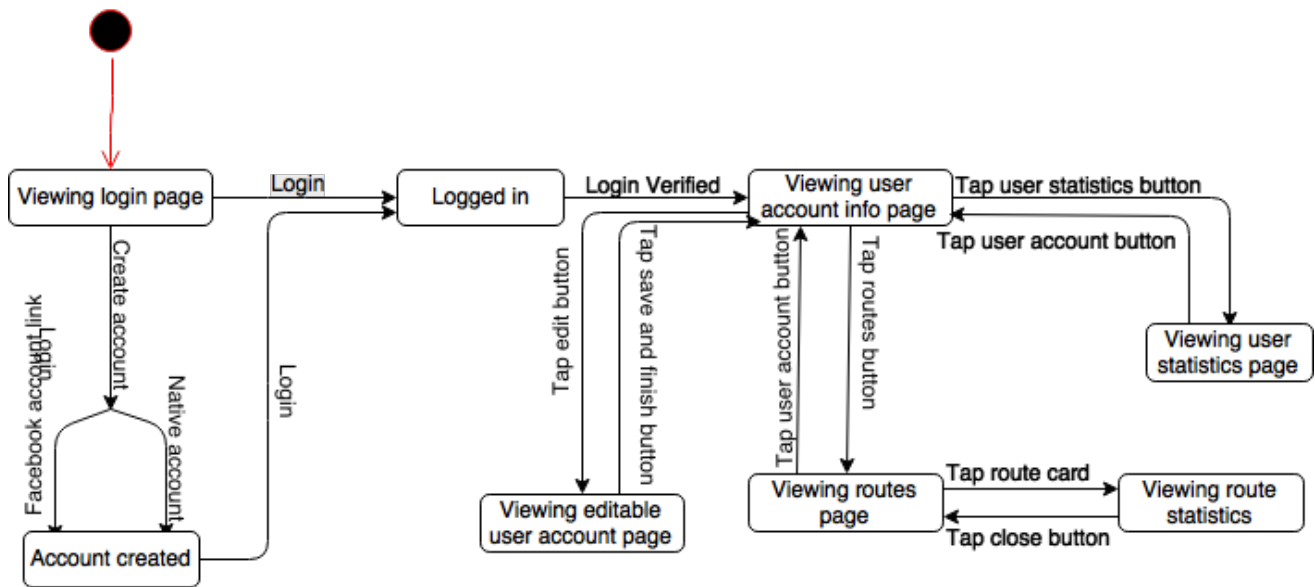 Viewing login page
Login
Logged in
Login Verified
Viewing user
account info page
Tap user statistics button
Tap user account button
Create account
Facebook account link
Login
Native account
Login
Tap edit button
Tap save and finish button
Tap user account button
Tap routes button
Viewing user
statistics page
Account created
Viewing editable
user account page
Viewing routes
page
Tap route card
Tap close button
Viewing route
statistics